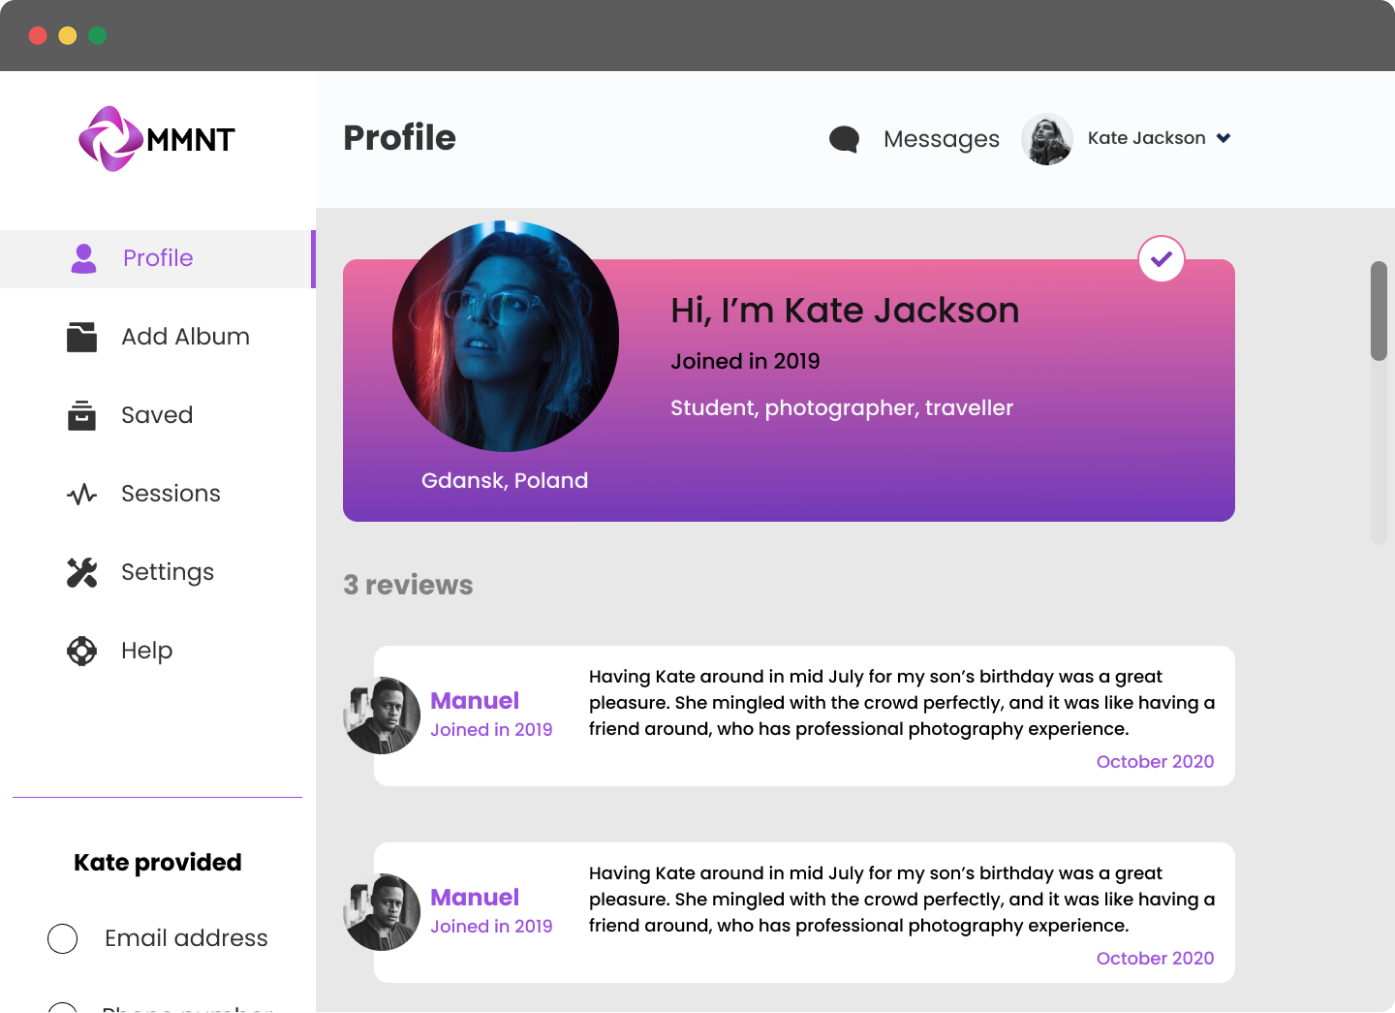 MMNT
Profile
Messages
Kate Jackson
Profile
Add Album
Saved
Sessions
Settings
Help
Kate provided
Email address
Phone number
Hi, I’m Kate Jackson
Joined in 2019
Student, photographer, traveller
Gdansk, Poland
3 reviews
Manuel
Joined in 2019
Having Kate around in mid July for my son’s birthday was a great
pleasure. She mingled with the crowd perfectly, and it was like having a
friend around, who has professional photography experience.
October 2020
Manuel
Joined in 2019
Having Kate around in mid July for my son’s birthday was a great
pleasure. She mingled with the crowd perfectly, and it was like having a
friend around, who has professional photography experience.
October 2020